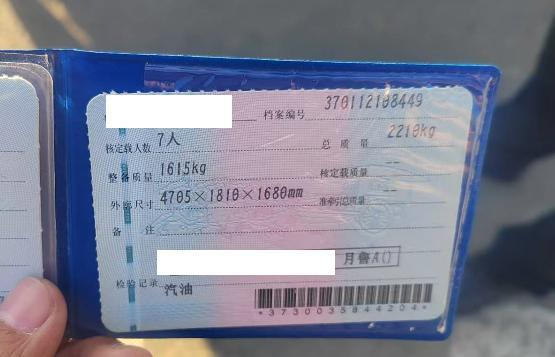 档案编号 370112108449
核定载人数 7人 总质量 2210kg
整备质量 1615kg 核定载质量 --
外廓尺寸 4705×1810×1680mm 准牵引总质量 --
备注
月鲁A()
检验记录 汽油
*3730035844204*